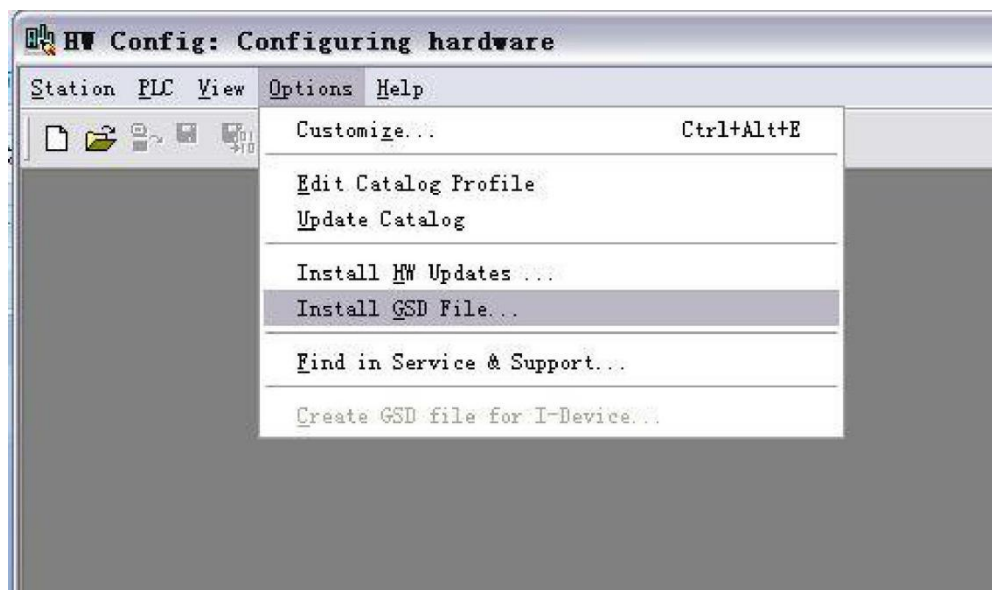 HW Config: Configuring hardware
Station PLC View Options Help
Customize... Ctrl+Alt+E
Edit Catalog Profile
Update Catalog
Install HW Updates ...
Install GSD File...
Find in Service & Support...
Create GSD file for I-Device...